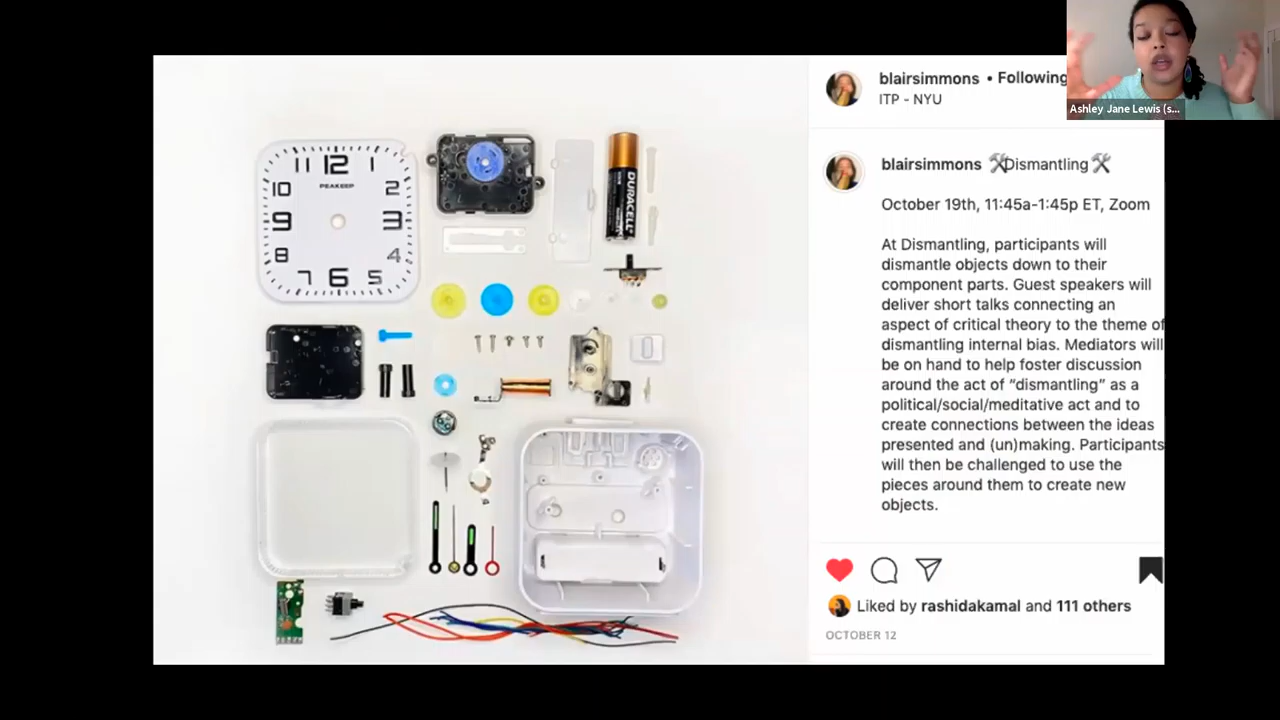 blairsimmons • Following
ITP - NYU
Ashley Jane Lewis (s...
blairsimmons 🛠Dismantling🛠
October 19th, 11:45a-1:45p ET, Zoom
At Dismantling, participants will
dismantle objects down to their
component parts. Guest speakers will
deliver short talks connecting an
aspect of critical theory to the theme of
dismantling internal bias. Mediators will
be on hand to help foster discussion
around the act of “dismantling” as a
political/social/meditative act and to
create connections between the ideas
presented and (un)making. Participants
will then be challenged to use the
pieces around them to create new
objects.
Liked by rashidakamal and 111 others
OCTOBER 12
11 12 1
10 PEAKEEP 2
9 3
8 4
7 6 5
DURACELL